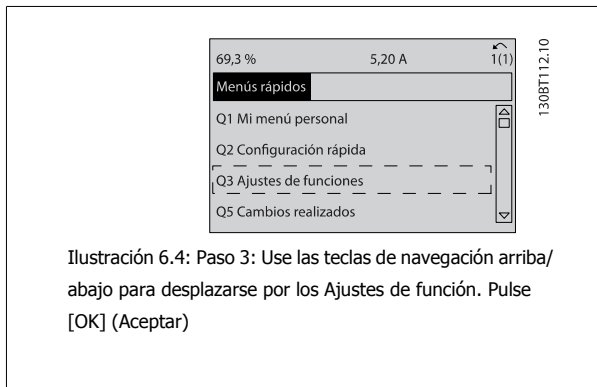 69,3 % 5,20 A 1(1)
Menús rápidos
Q1 Mi menú personal
Q2 Configuración rápida
Q3 Ajustes de funciones
Q5 Cambios realizados
130BT112.10
Ilustración 6.4: Paso 3: Use las teclas de navegación arriba/
abajo para desplazarse por los Ajustes de función. Pulse
[OK] (Aceptar)